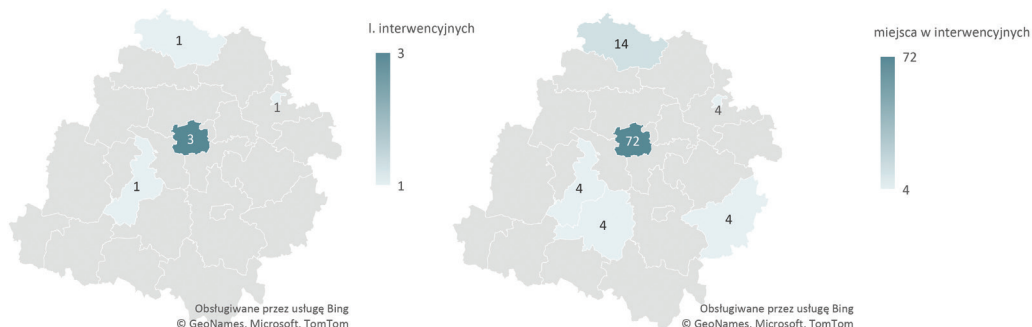 l. interwencyjnych
3
1
1
1
3
1
Obsługiwane przez usługę Bing
© GeoNames, Microsoft, TomTom
miejsca w interwencyjnych
72
4
14
4
72
4
4
4
Obsługiwane przez usługę Bing
© GeoNames, Microsoft, TomTom